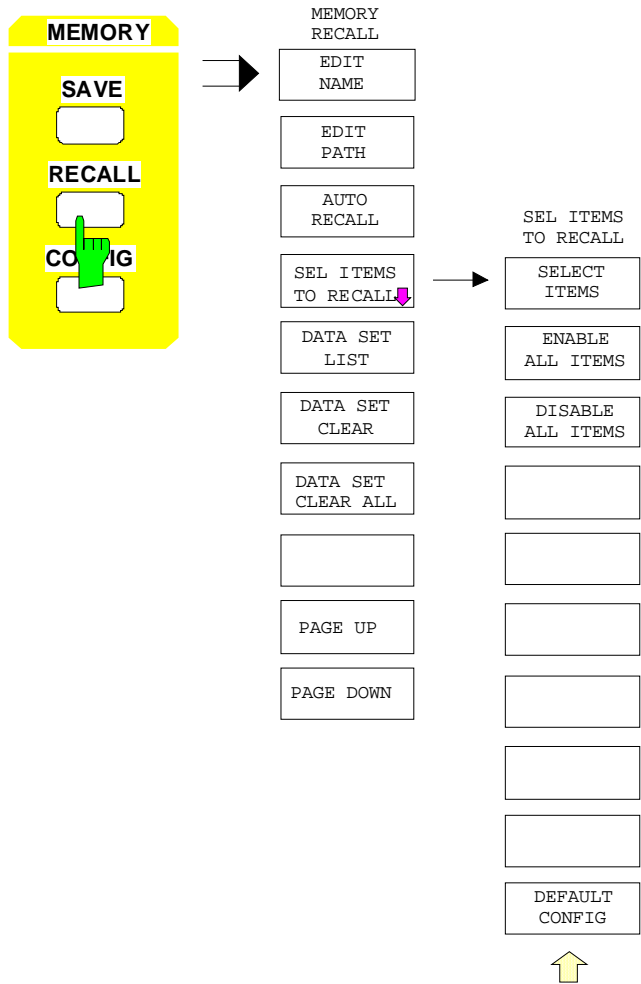 MEMORY
SAVE
RECALL
CO IG
MEMORY
RECALL
EDIT
NAME
EDIT
PATH
AUTO
RECALL
SEL ITEMS
TO RECALL
DATA SET
LIST
DATA SET
CLEAR
DATA SET
CLEAR ALL
PAGE UP
PAGE DOWN
SEL ITEMS
TO RECALL
SELECT
ITEMS
ENABLE
ALL ITEMS
DISABLE
ALL ITEMS
DEFAULT
CONFIG